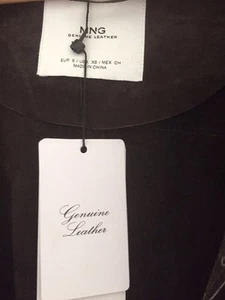 MNG
GENUINE LEATHER
EUR S / USA XS / MEX CH
MADE IN CHINA
Genuine
Leather